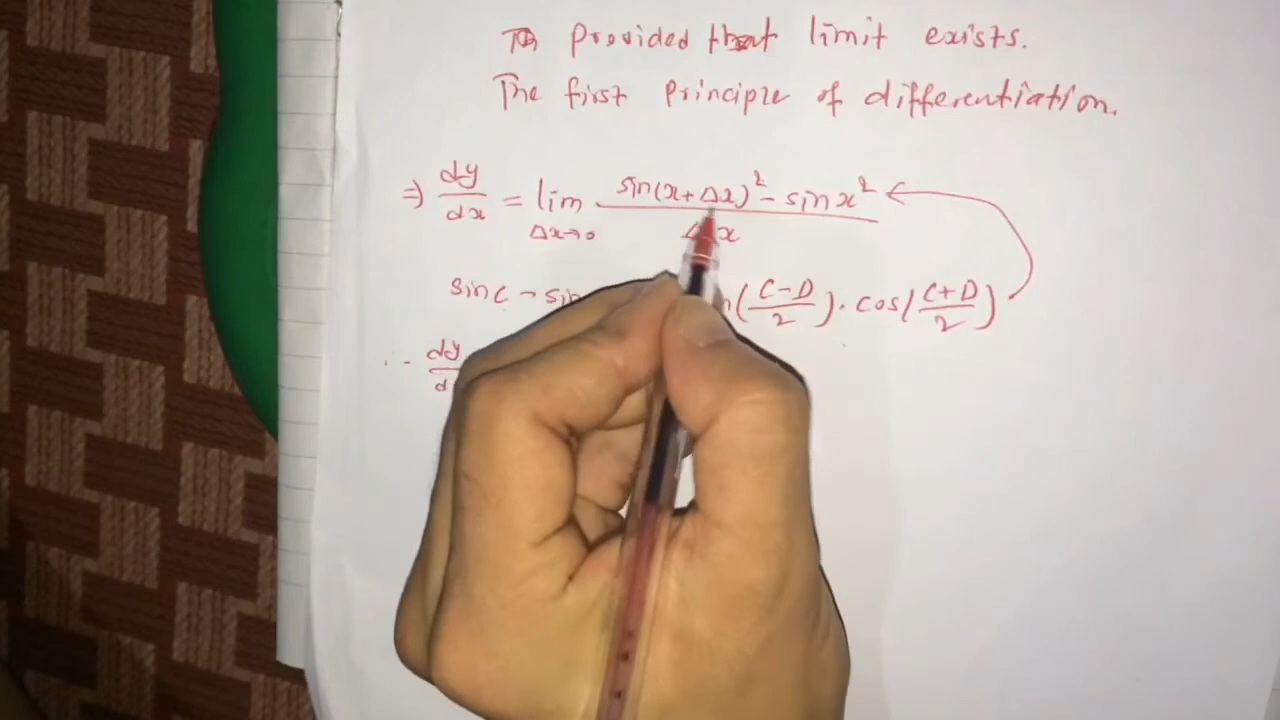 Provided that limit exists.
The first Principle of differentiation.
⇒ dy/dx = lim Δx→0 sin(x+Δx)² - sin x² / Δx
sin C - sin (C-D/2) . cos(C+D/2)
∴ dy/d